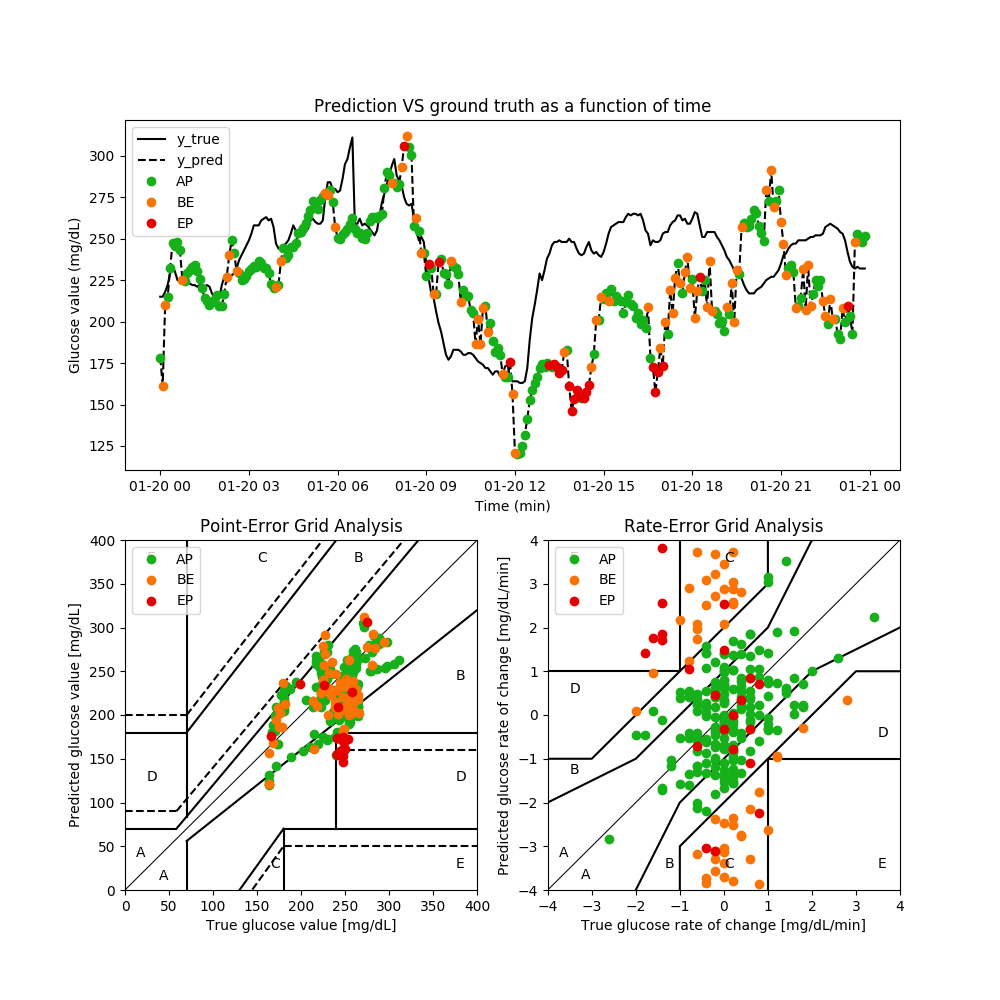 Prediction VS ground truth as a function of time
y_true
y_pred
AP
BE
EP
Glucose value (mg/dL)
300
275
250
225
200
175
150
125
01-20 00 01-20 03 01-20 06 01-20 09 01-20 12 01-20 15 01-20 18 01-20 21 01-21 00
Time (min)
Point-Error Grid Analysis
AP
BE
EP
C
B
B
D
D
A
A
C
E
Predicted glucose value [mg/dL]
400
350
300
250
200
150
100
50
0
0 50 100 150 200 250 300 350 400
True glucose value [mg/dL]
Rate-Error Grid Analysis
AP
BE
EP
C
D
D
B
A
A
B
C
E
Predicted glucose rate of change [mg/dL/min]
4
3
2
1
0
−1
−2
−3
−4
−4 −3 −2 −1 0 1 2 3 4
True glucose rate of change [mg/dL/min]